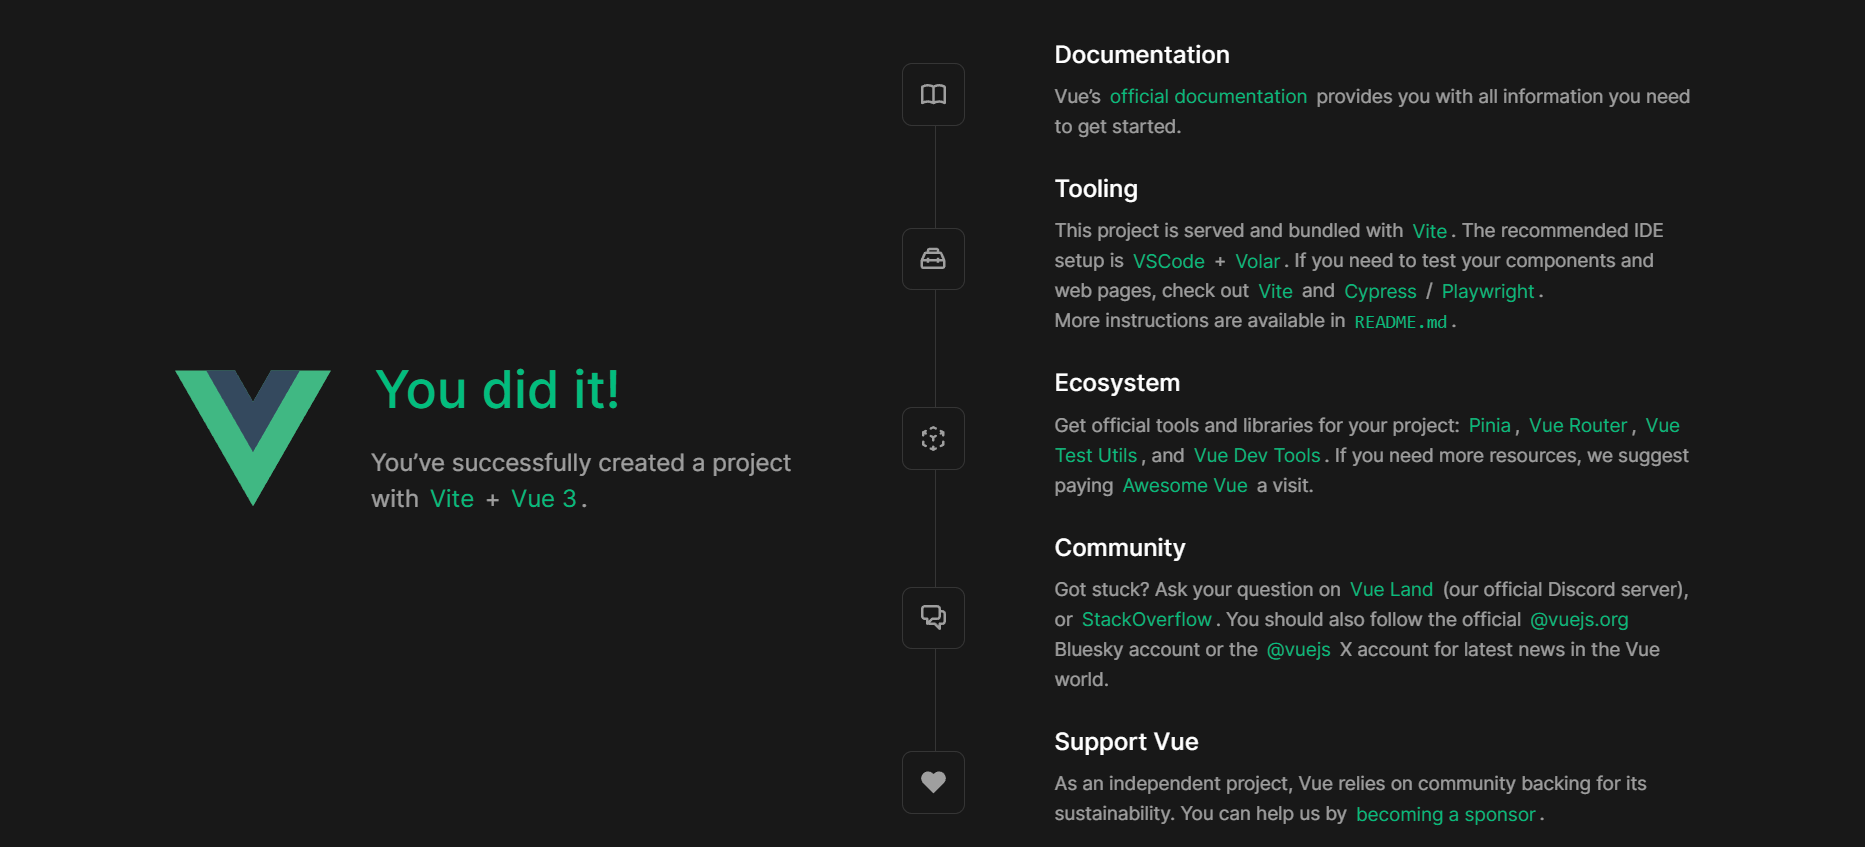 You did it!
You’ve successfully created a project
with Vite + Vue 3.
Documentation
Vue’s official documentation provides you with all information you need
to get started.
Tooling
This project is served and bundled with Vite. The recommended IDE
setup is VSCode + Volar. If you need to test your components and
web pages, check out Vite and Cypress / Playwright.
More instructions are available in README.md.
Ecosystem
Get official tools and libraries for your project: Pinia, Vue Router, Vue
Test Utils, and Vue Dev Tools. If you need more resources, we suggest
paying Awesome Vue a visit.
Community
Got stuck? Ask your question on Vue Land (our official Discord server),
or StackOverflow. You should also follow the official @vuejs.org
Bluesky account or the @vuejs X account for latest news in the Vue
world.
Support Vue
As an independent project, Vue relies on community backing for its
sustainability. You can help us by becoming a sponsor.